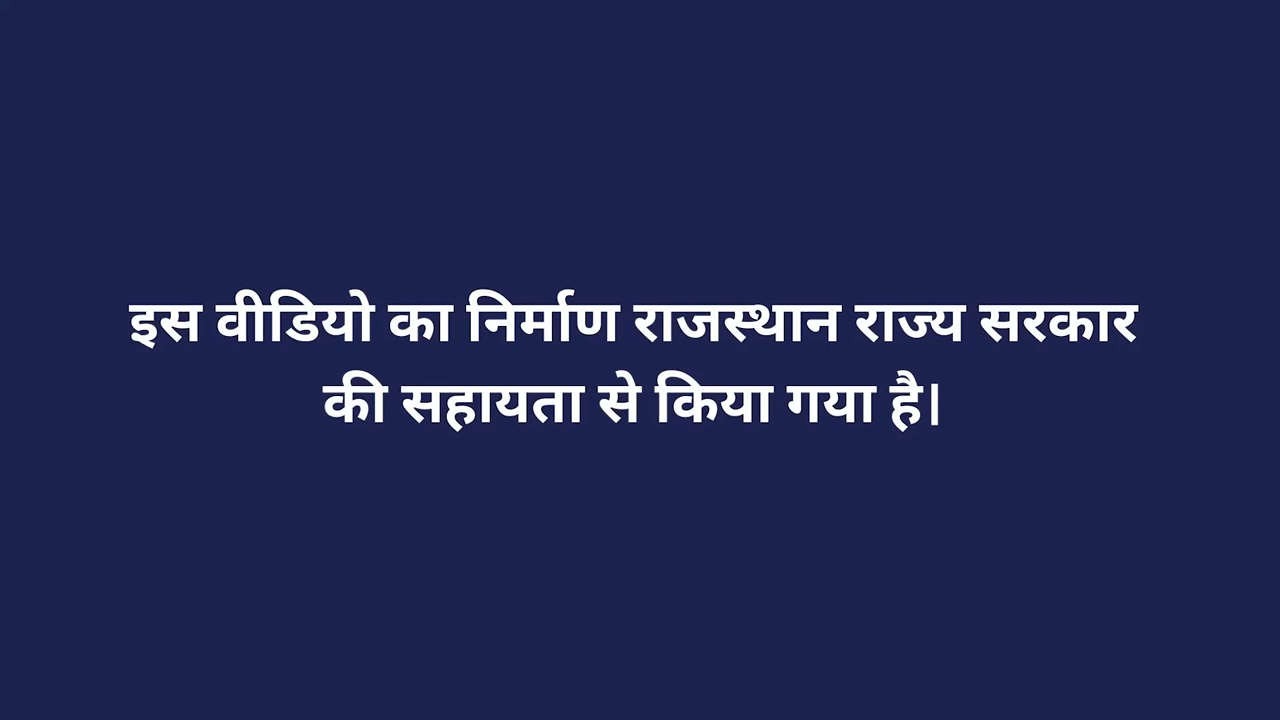 इस वीडियो का निर्माण राजस्थान राज्य सरकार
की सहायता से किया गया है।